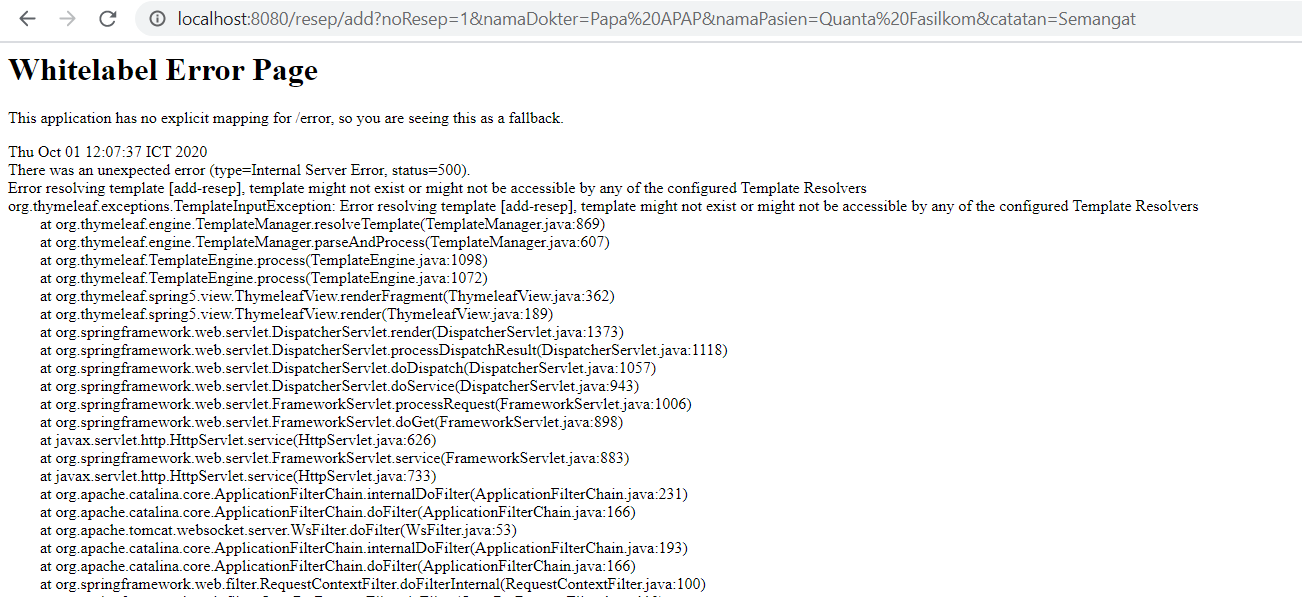 localhost:8080/resep/add?noResep=1&namaDokter=Papa%20APAP&namaPasien=Quanta%20Fasilkom&catatan=Semangat
Whitelabel Error Page
This application has no explicit mapping for /error, so you are seeing this as a fallback.
Thu Oct 01 12:07:37 ICT 2020
There was an unexpected error (type=Internal Server Error, status=500).
Error resolving template [add-resep], template might not exist or might not be accessible by any of the configured Template Resolvers
org.thymeleaf.exceptions.TemplateInputException: Error resolving template [add-resep], template might not exist or might not be accessible by any of the configured Template Resolvers
at org.thymeleaf.engine.TemplateManager.resolveTemplate(TemplateManager.java:869)
at org.thymeleaf.engine.TemplateManager.parseAndProcess(TemplateManager.java:607)
at org.thymeleaf.TemplateEngine.process(TemplateEngine.java:1098)
at org.thymeleaf.TemplateEngine.process(TemplateEngine.java:1072)
at org.thymeleaf.spring5.view.ThymeleafView.renderFragment(ThymeleafView.java:362)
at org.thymeleaf.spring5.view.ThymeleafView.render(ThymeleafView.java:189)
at org.springframework.web.servlet.DispatcherServlet.render(DispatcherServlet.java:1373)
at org.springframework.web.servlet.DispatcherServlet.processDispatchResult(DispatcherServlet.java:1118)
at org.springframework.web.servlet.DispatcherServlet.doDispatch(DispatcherServlet.java:1057)
at org.springframework.web.servlet.DispatcherServlet.doService(DispatcherServlet.java:943)
at org.springframework.web.servlet.FrameworkServlet.processRequest(FrameworkServlet.java:1006)
at org.springframework.web.servlet.FrameworkServlet.doGet(FrameworkServlet.java:898)
at javax.servlet.http.HttpServlet.service(HttpServlet.java:626)
at org.springframework.web.servlet.FrameworkServlet.service(FrameworkServlet.java:883)
at javax.servlet.http.HttpServlet.service(HttpServlet.java:733)
at org.apache.catalina.core.ApplicationFilterChain.internalDoFilter(ApplicationFilterChain.java:231)
at org.apache.catalina.core.ApplicationFilterChain.doFilter(ApplicationFilterChain.java:166)
at org.apache.tomcat.websocket.server.WsFilter.doFilter(WsFilter.java:53)
at org.apache.catalina.core.ApplicationFilterChain.internalDoFilter(ApplicationFilterChain.java:193)
at org.apache.catalina.core.ApplicationFilterChain.doFilter(ApplicationFilterChain.java:166)
at org.springframework.web.filter.RequestContextFilter.doFilterInternal(RequestContextFilter.java:100)